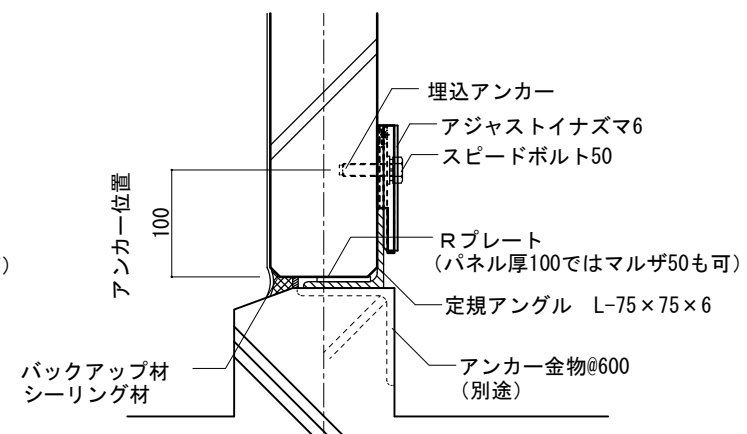 埋込アンカー
アジャストイナズマ6
スピードボルト50
アンカー位置
100
Rプレート
(パネル厚100ではマルザ50も可)
定規アングル L-75×75×6
アンカー金物@600
(別途)
バックアップ材
シーリング材
)